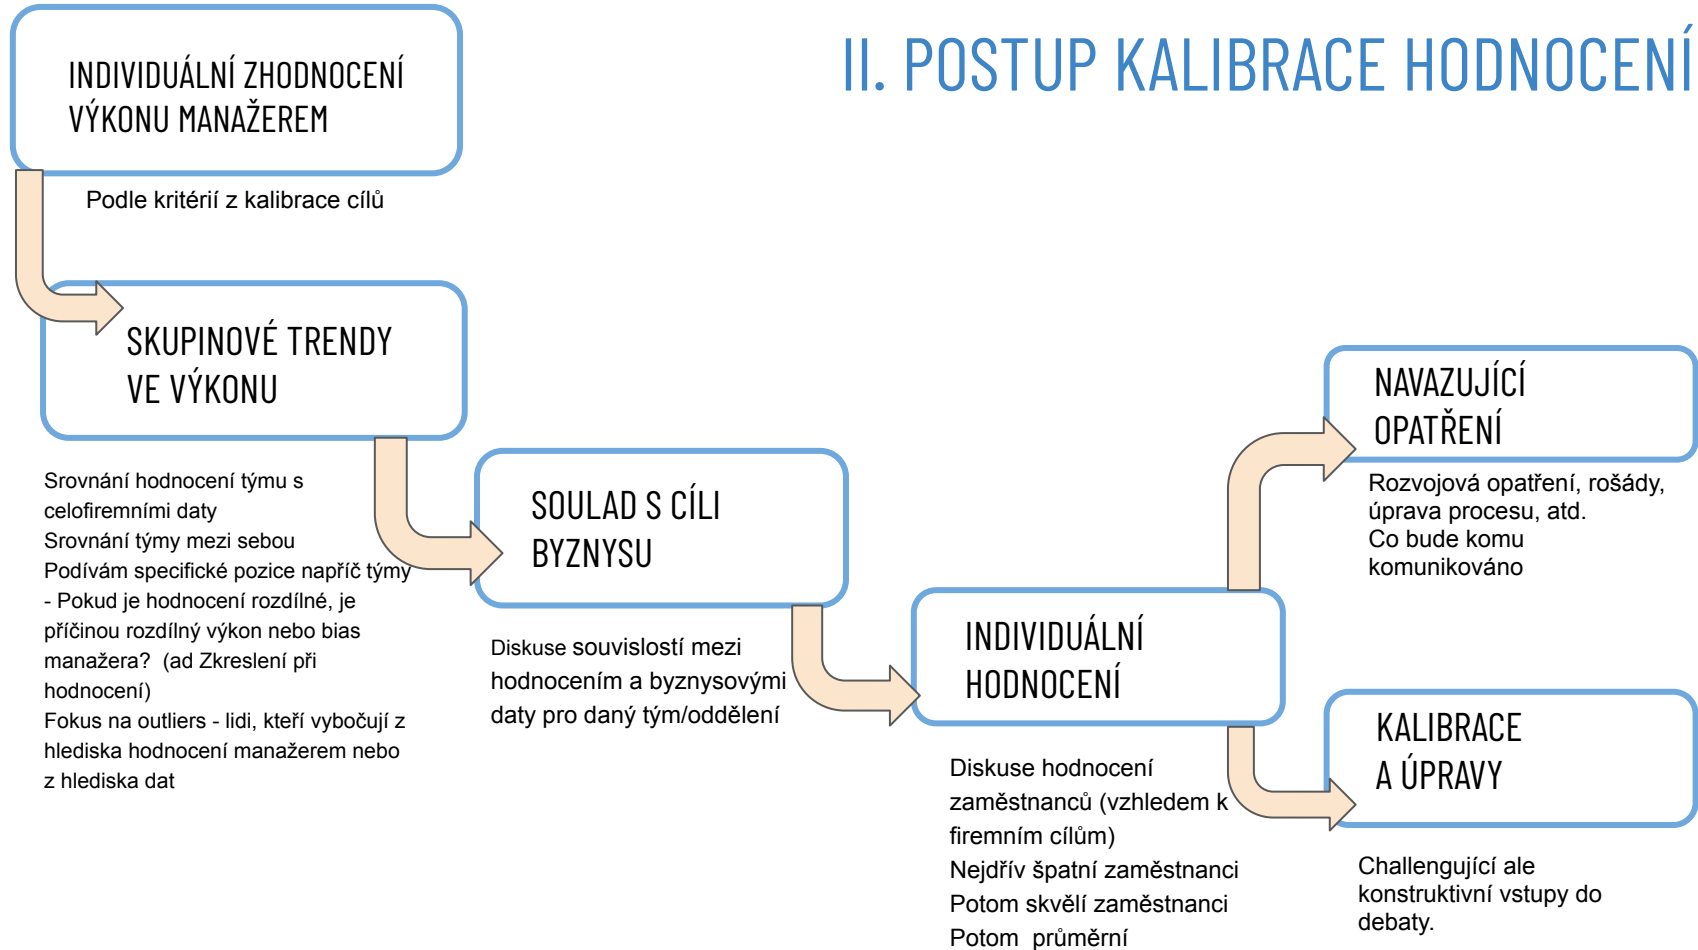 II. POSTUP KALIBRACE HODNOCENÍ
INDIVIDUÁLNÍ ZHODNOCENÍ
VÝKONU MANAŽEREM
Podle kritérií z kalibrace cílů
SKUPINOVÉ TRENDY
VE VÝKONU
Srovnání hodnocení týmu s
celofiremními daty
Srovnání týmy mezi sebou
Podívám specifické pozice napříč týmy
- Pokud je hodnocení rozdílné, je
příčinou rozdílný výkon nebo bias
manažera?  (ad Zkreslení při
hodnocení)
Fokus na outliers - lidi, kteří vybočují z
hlediska hodnocení manažerem nebo
z hlediska dat
SOULAD S CÍLI
BYZNYSU
Diskuse souvislostí mezi
hodnocením a byznysovými
daty pro daný tým/oddělení
INDIVIDUÁLNÍ
HODNOCENÍ
Diskuse hodnocení
zaměstnanců (vzhledem k
firemním cílům)
Nejdřív špatní zaměstnanci
Potom skvělí zaměstnanci
Potom  průměrní
NAVAZUJÍCÍ
OPATŘENÍ
Rozvojová opatření, rošády,
úprava procesu, atd.
Co bude komu
komunikováno
KALIBRACE
A ÚPRAVY
Challengující ale
konstruktivní vstupy do
debaty.